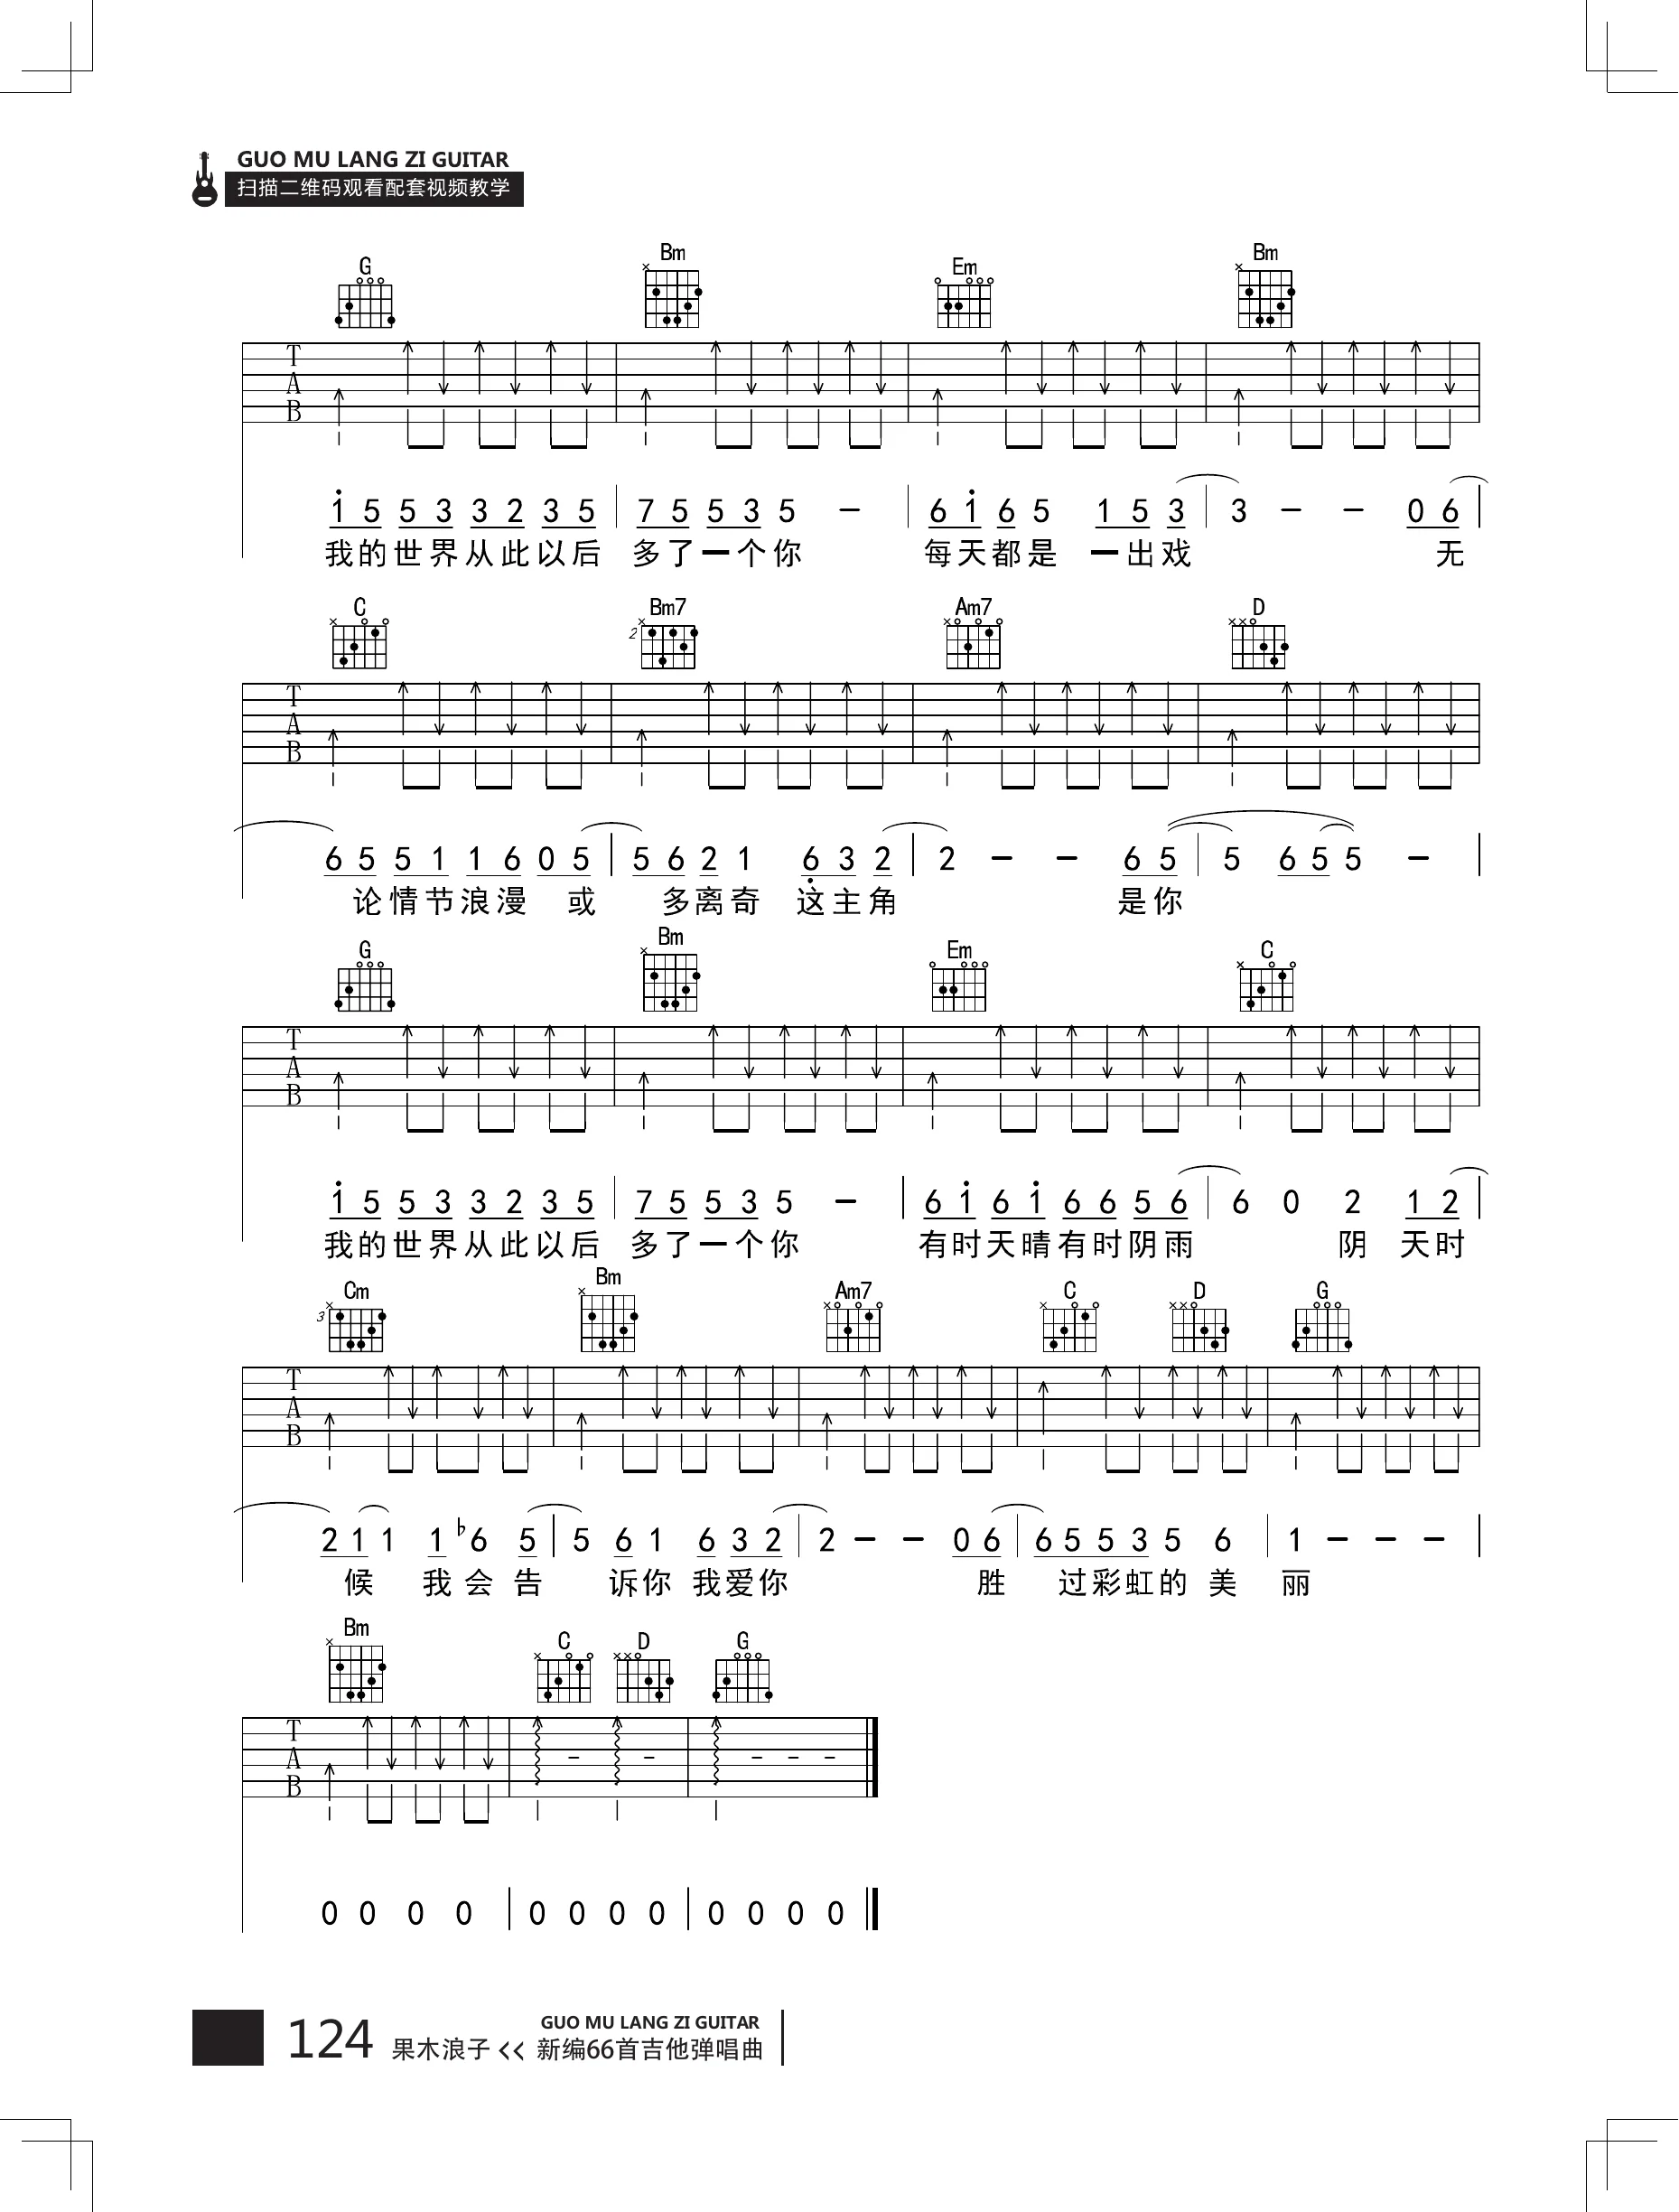 GUO MU LANG ZI GUITAR
扫描二维码观看配套视频教学
G Bm Em Bm
T
A
B
1 5 5 3 3 2 3 5 | 7 5 5 3 5 – | 6 1 6 5 1 5 3 | 3 – – 0 6 |
我的世界从此以后 多了一个你 每天都是 一出戏 无
C Bm7 Am7 D
2
T
A
B
6 5 5 1 1 6 0 5 | 5 6 2 1 6 3 2 | 2 – – 6 5 | 5 6 5 5 – |
论情节浪漫 或 多离奇 这主角 是你
G Bm Em C
T
A
B
1 5 5 3 3 2 3 5 | 7 5 5 3 5 – | 6 1 6 1 6 6 5 6 | 6 0 2 1 2 |
我的世界从此以后 多了一个你 有时天晴有时阴雨 阴 天时
Cm Bm Am7 C D G
3
T
A
B
2 1 1 1 ♭6 5 | 5 6 1 6 3 2 | 2 – – 0 6 | 6 5 5 3 5 6 | 1 – – – |
候 我会告 诉你 我爱你 胜 过彩虹的 美 丽
Bm C D G
T
A
B
0 0 0 0 | 0 0 0 0 | 0 0 0 0
124 果木浪子 << GUO MU LANG ZI GUITAR
新编66首吉他弹唱曲